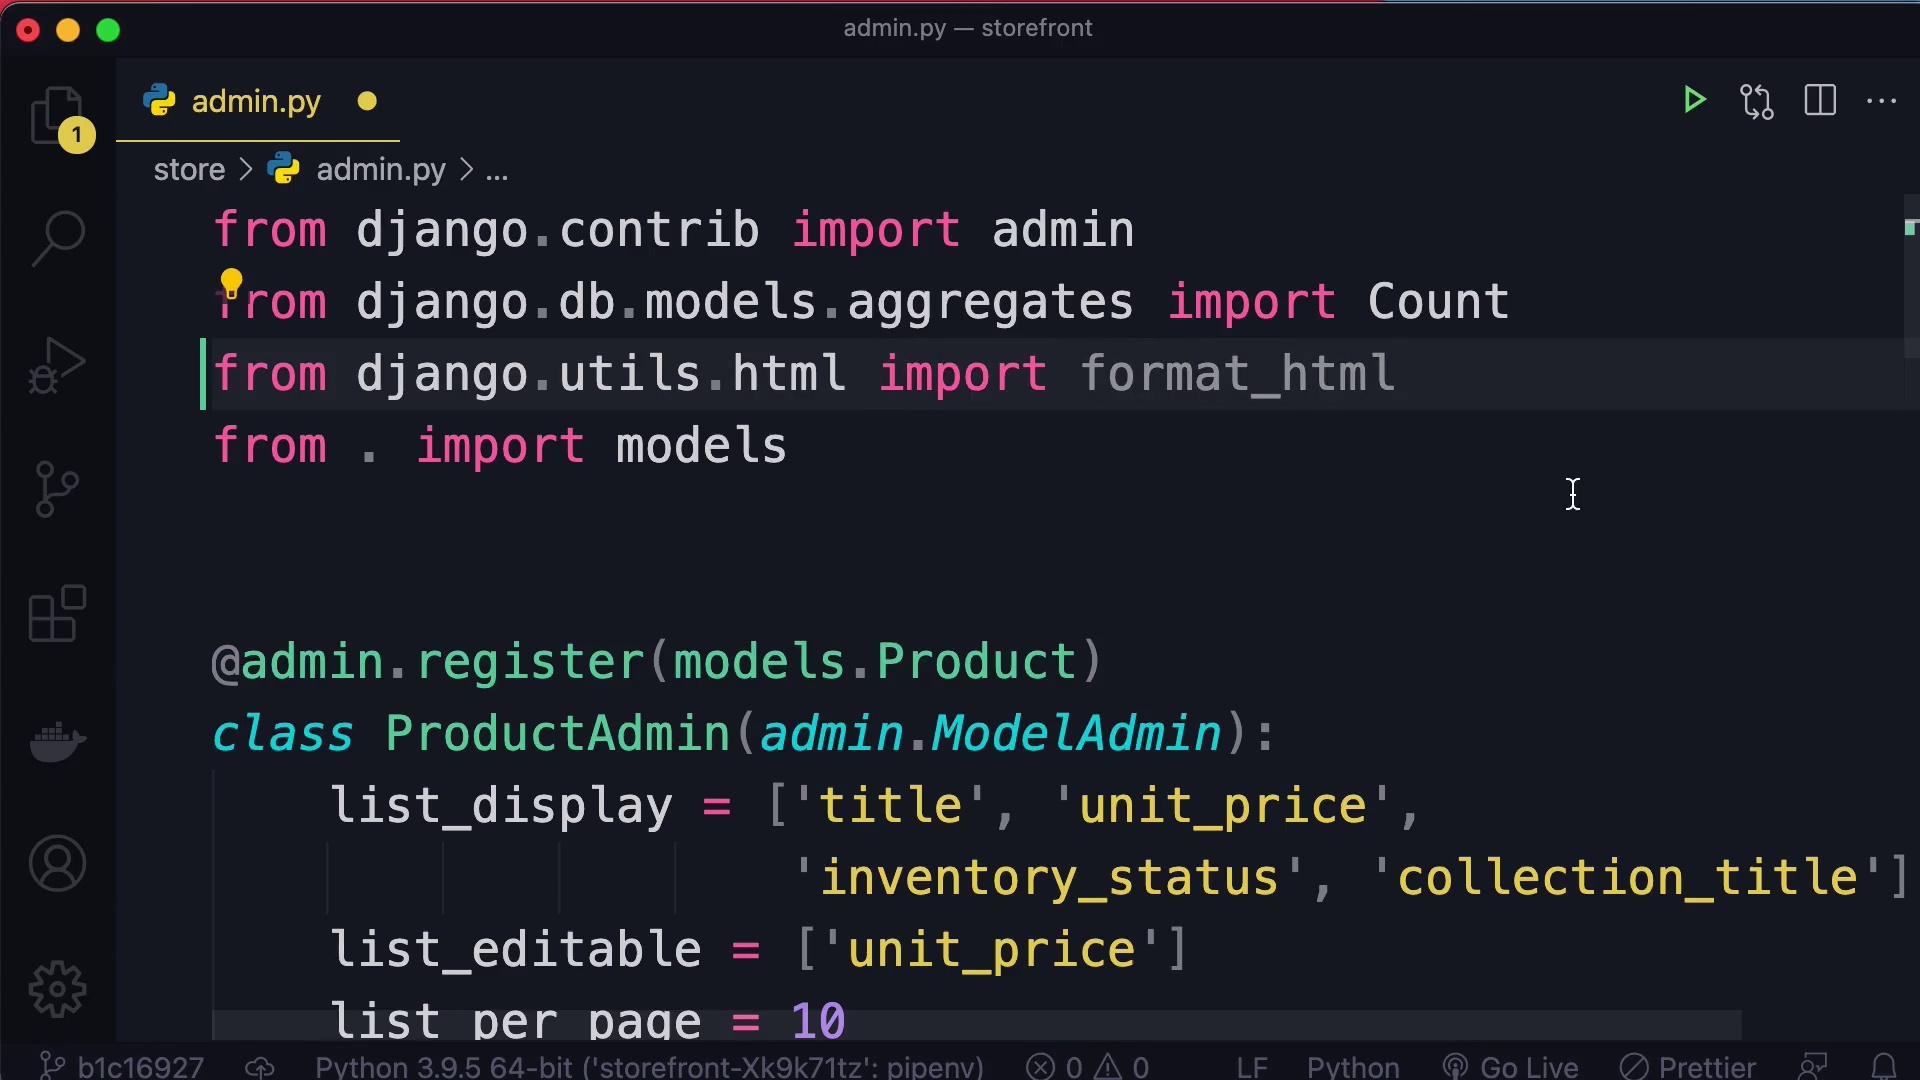 admin.py — storefront
admin.py
1
store > admin.py > ...
from django.contrib import admin
from django.db.models.aggregates import Count
from django.utils.html import format_html
from . import models
@admin.register(models.Product)
class ProductAdmin(admin.ModelAdmin):
list_display = ['title', 'unit_price',
'inventory_status', 'collection_title']
list_editable = ['unit_price']
list_per_page = 10
b1c16927 Python 3.9.5 64-bit ('storefront-Xk9k71tz': pipenv) 0 0 LF Python Go Live Prettier